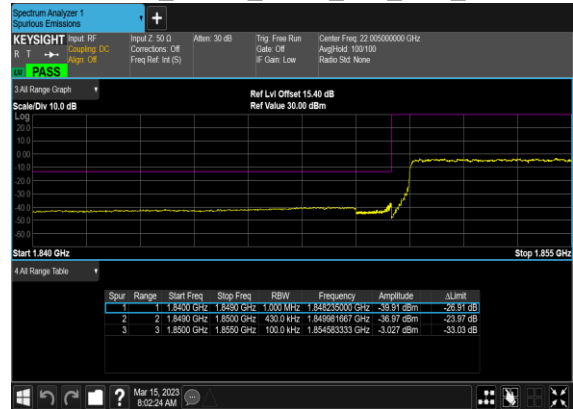 Spectrum Analyzer 1
Spurious Emissions
KEYSIGHT Input: RF Input Z: 50 Ω Atten: 30 dB Trig: Free Run Center Freq: 22.005000000 GHz
R T Coupling: DC Corrections: Off Gate: Off Avg|Hold: 100/100
Align: Off Freq Ref: Int (S) IF Gain: Low Radio Std: None
PASS
3 All Range Graph
Ref Lvl Offset 15.40 dB
Scale/Div 10.0 dB Ref Value 30.00 dBm
Log
20.0
10.0
0.00
-10.0
-20.0
-30.0
-40.0
-50.0
-60.0
Start 1.840 GHz Stop 1.855 GHz
4 All Range Table
Spur Range Start Freq Stop Freq RBW Frequency Amplitude ΔLimit
1 1 1.8400 GHz 1.8490 GHz 1.000 MHz 1.848235000 GHz -39.91 dBm -26.91 dB
2 2 1.8490 GHz 1.8500 GHz 430.0 kHz 1.849981667 GHz -36.97 dBm -23.97 dB
3 3 1.8500 GHz 1.8550 GHz 100.0 kHz 1.854583333 GHz -3.027 dBm -33.03 dB
? Mar 15, 2023
8:02:24 AM